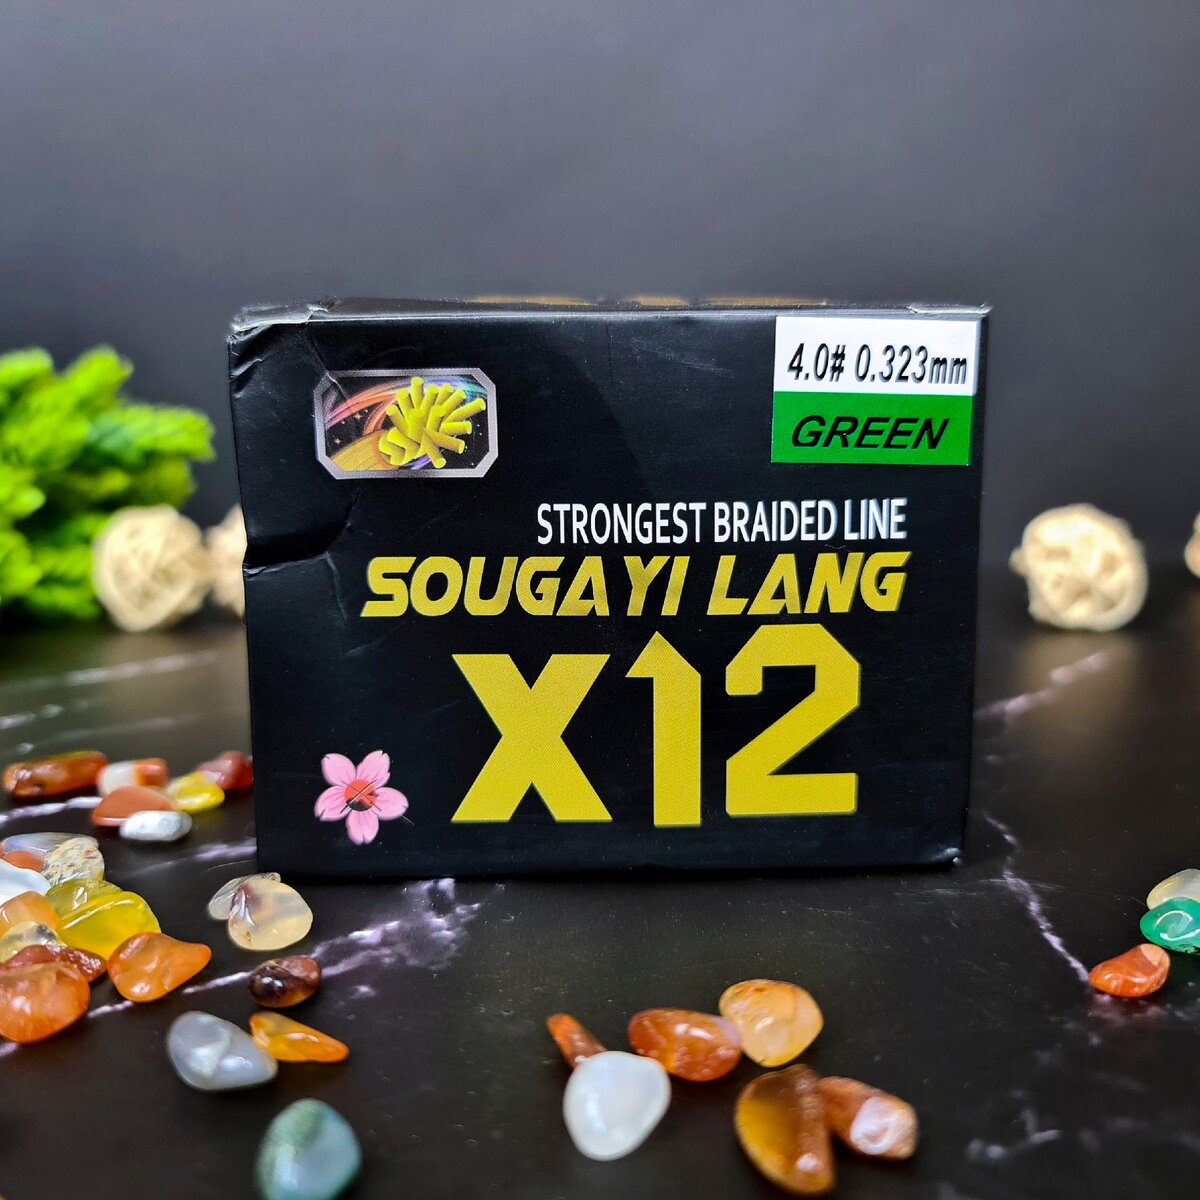 4.0# 0.323mm
GREEN
STRONGEST BRAIDED LINE
SOUGAYI LANG
X12